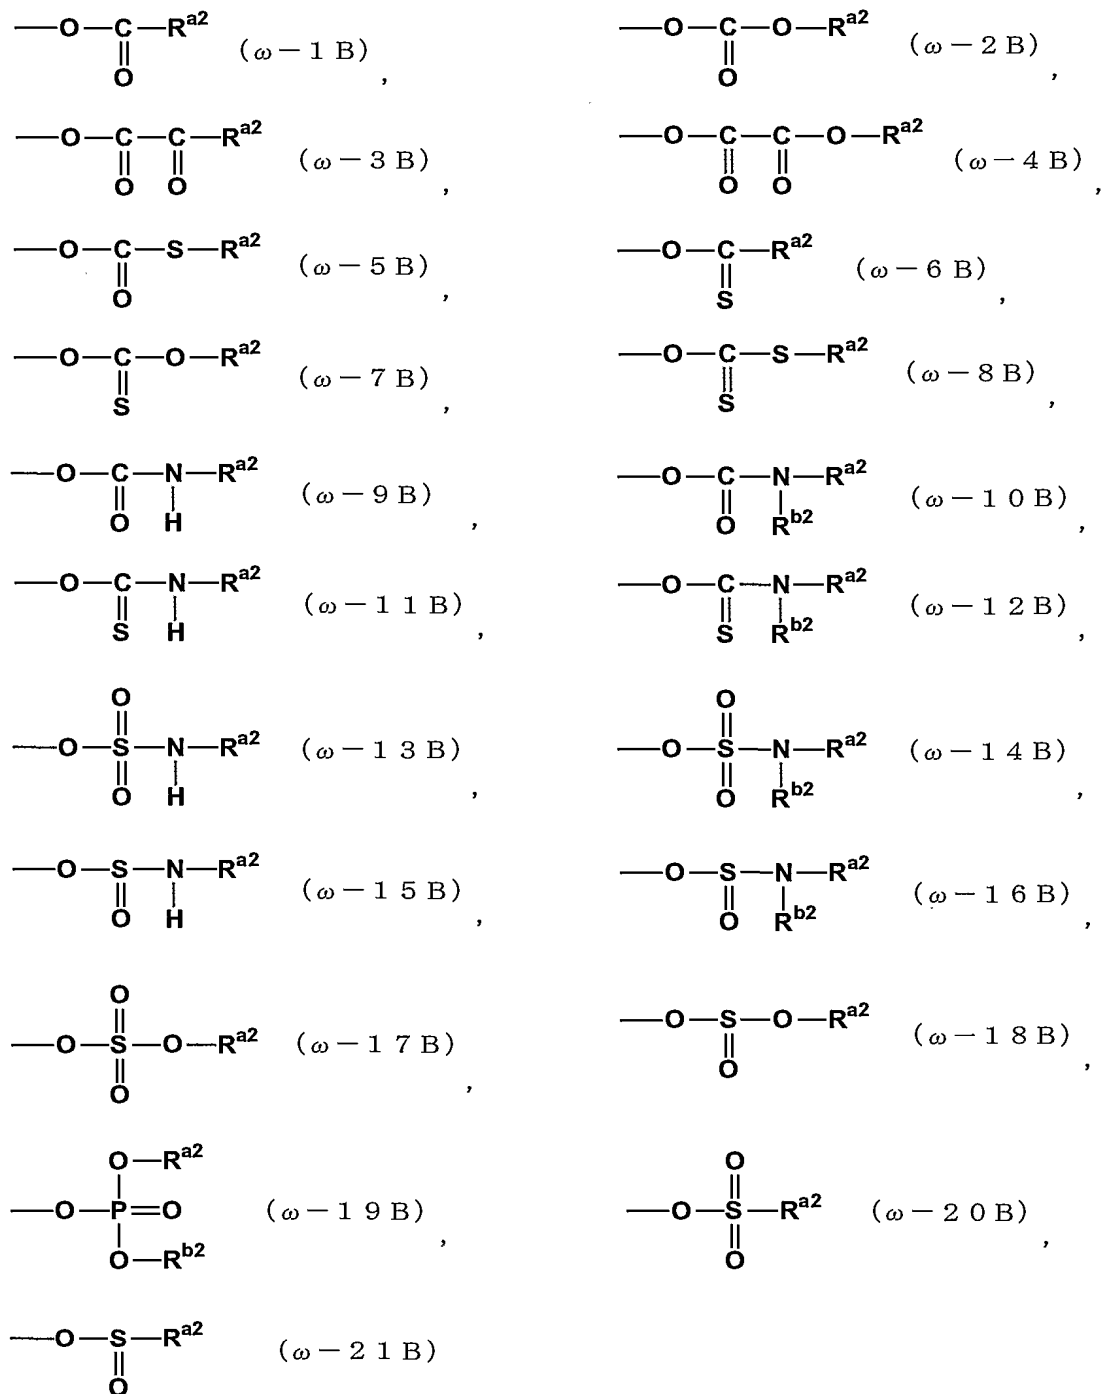 —O—C(=O)—R^a2 (ω-1B),
—O—C(=O)—O—R^a2 (ω-2B),
—O—C(=O)—C(=O)—R^a2 (ω-3B),
—O—C(=O)—C(=O)—O—R^a2 (ω-4B),
—O—C(=O)—S—R^a2 (ω-5B),
—O—C(=S)—R^a2 (ω-6B),
—O—C(=S)—O—R^a2 (ω-7B),
—O—C(=S)—S—R^a2 (ω-8B),
—O—C(=O)—N(H)—R^a2 (ω-9B),
—O—C(=O)—N(R^b2)—R^a2 (ω-10B),
—O—C(=S)—N(H)—R^a2 (ω-11B),
—O—C(=S)—N(R^b2)—R^a2 (ω-12B),
—O—S(=O)(=O)—N(H)—R^a2 (ω-13B),
—O—S(=O)(=O)—N(R^b2)—R^a2 (ω-14B),
—O—S(=O)—N(H)—R^a2 (ω-15B),
—O—S(=O)—N(R^b2)—R^a2 (ω-16B),
—O—S(=O)(=O)—O—R^a2 (ω-17B),
—O—S(=O)—O—R^a2 (ω-18B),
—O—P(=O)(O—R^a2)(O—R^b2) (ω-19B),
—O—S(=O)(=O)—R^a2 (ω-20B),
—O—S(=O)—R^a2 (ω-21B)